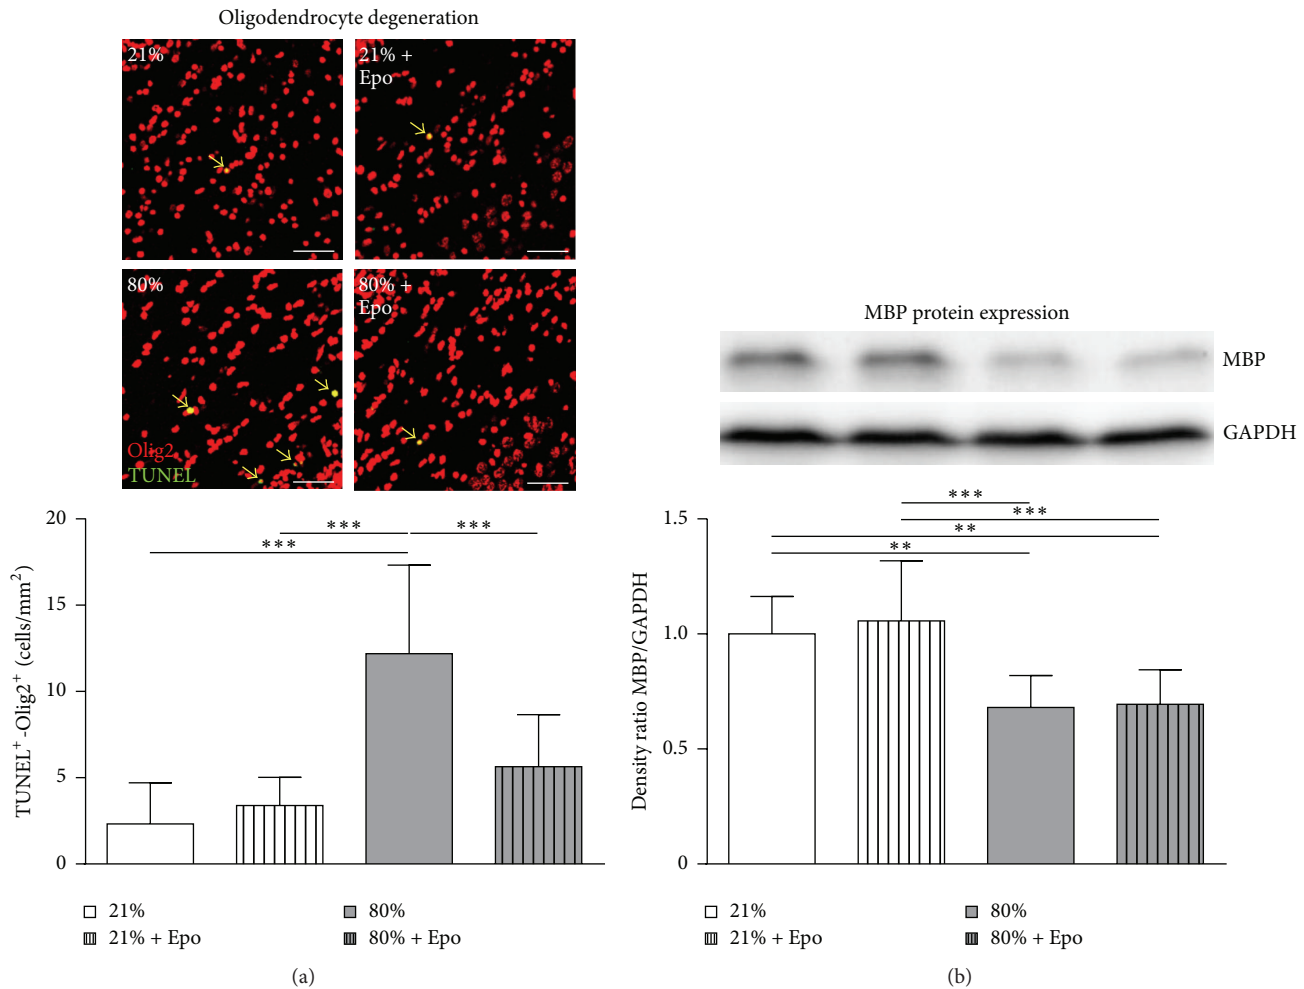 Oligodendrocyte degeneration
21%
21% +
Epo
80%
Olig2
TUNEL
80% +
Epo
20
15
10
5
0
TUNEL+ -Olig2+ (cells/mm2)
***
***
***
21%
21% + Epo
80%
80% + Epo
(a)
MBP protein expression
MBP
GAPDH
1.5
1.0
0.5
0
Density ratio MBP/GAPDH
***
***
**
**
21%
21% + Epo
80%
80% + Epo
(b)